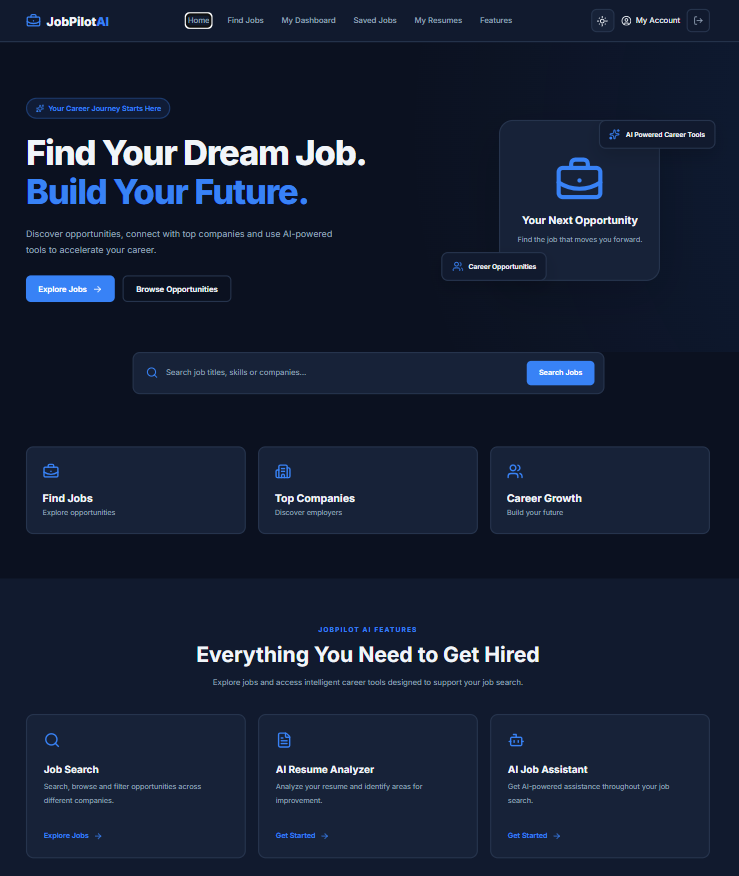 JobPilotAI
Home Find Jobs My Dashboard Saved Jobs My Resumes Features
My Account
Your Career Journey Starts Here
Find Your Dream Job.
Build Your Future.
Discover opportunities, connect with top companies and use AI-powered
tools to accelerate your career.
Explore Jobs → Browse Opportunities
AI Powered Career Tools
Your Next Opportunity
Find the job that moves you forward.
Career Opportunities
Search job titles, skills or companies...
Search Jobs
Find Jobs
Explore opportunities
Top Companies
Discover employers
Career Growth
Build your future
JOBPILOT AI FEATURES
Everything You Need to Get Hired
Explore jobs and access intelligent career tools designed to support your job search.
Job Search
Search, browse and filter opportunities across
different companies.
Explore Jobs →
AI Resume Analyzer
Analyze your resume and identify areas for
improvement.
Get Started →
AI Job Assistant
Get AI-powered assistance throughout your job
search.
Get Started →